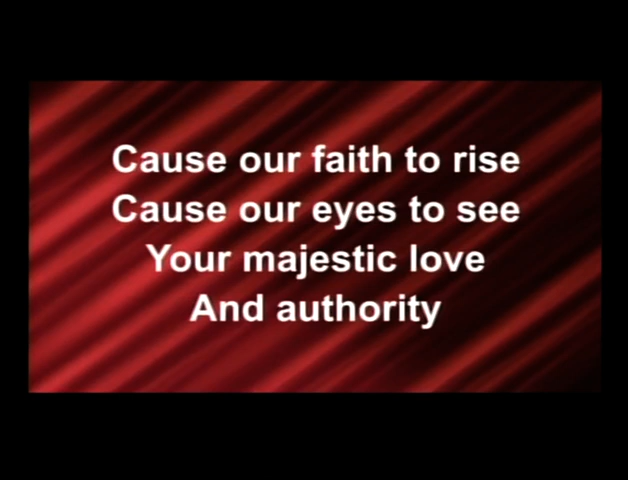 Cause our faith to rise
Cause our eyes to see
Your majestic love
And authority